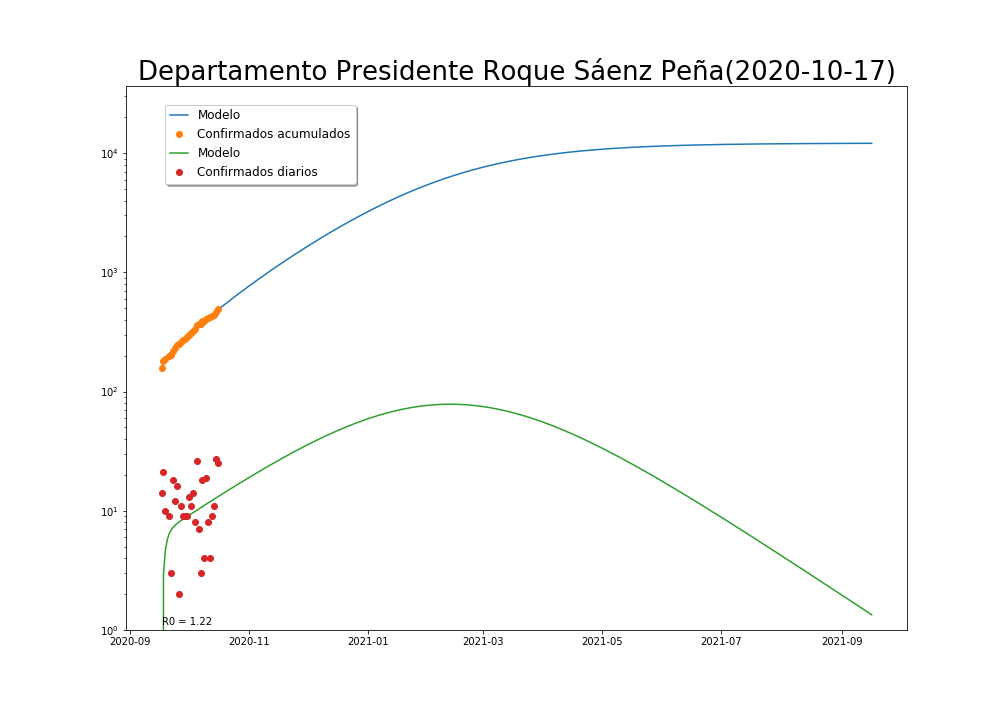 Departamento Presidente Roque Sáenz Peña(2020-10-17)
Modelo
Confirmados acumulados
Modelo
Confirmados diarios
10⁴
10³
10²
10¹
10⁰
R0 = 1.22
2020-09 2020-11 2021-01 2021-03 2021-05 2021-07 2021-09